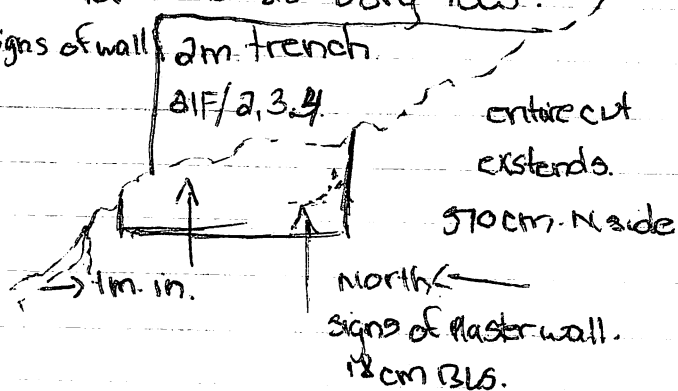 signs of wall
2m trench
21F/2,3.4
entire cut
exstends.
570cm. N side
1m. in.
North
signs of Plaster wall.
18 cm BLS.